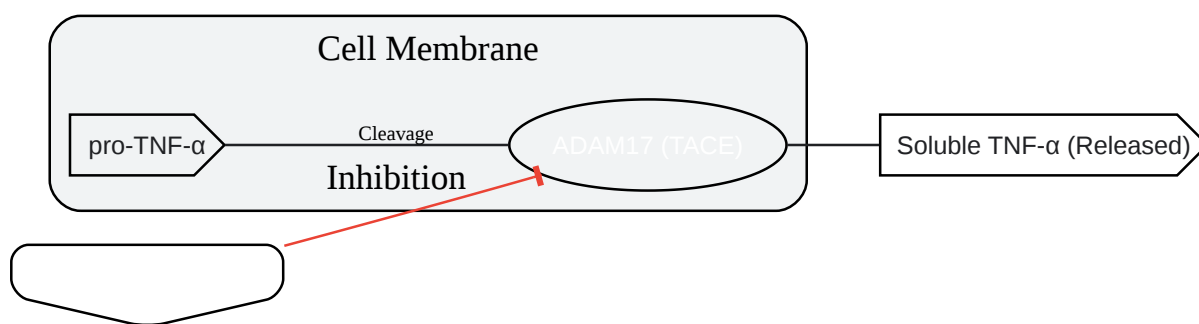 Cell Membrane
pro-TNF-α
Cleavage
ADAM17 (TACE)
Soluble TNF-α (Released)
Inhibition